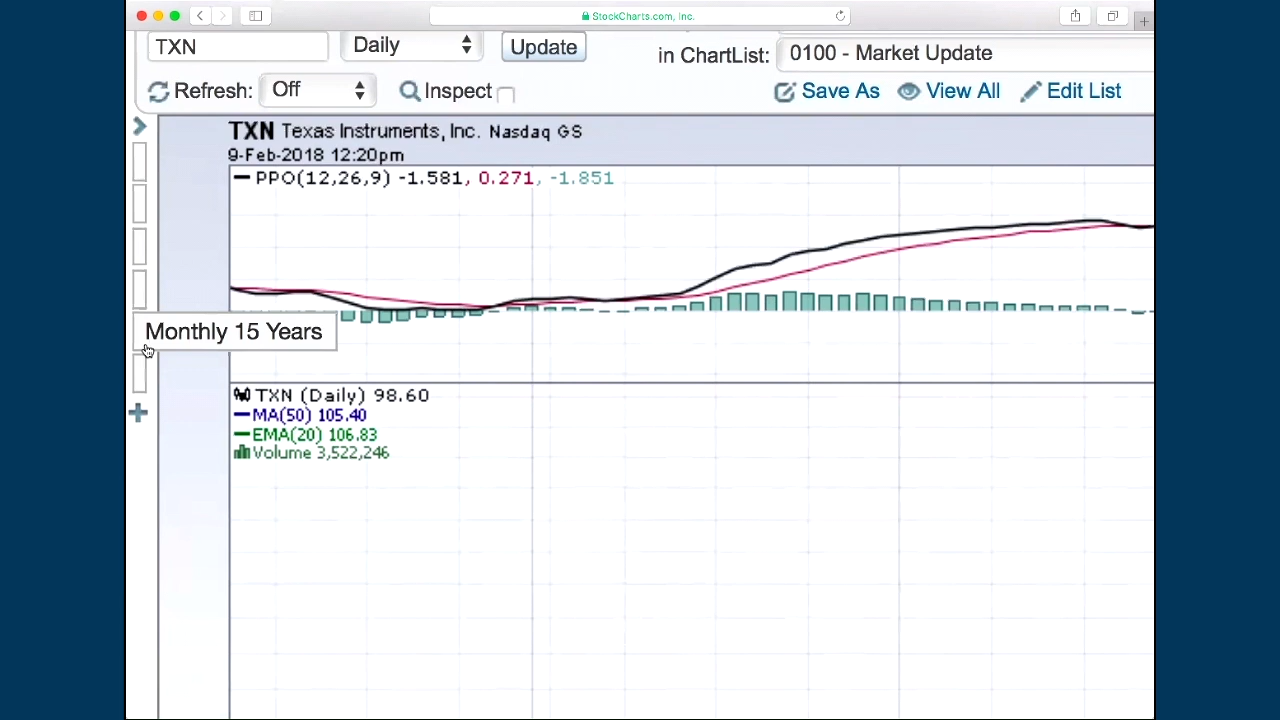 StockCharts.com, Inc.
TXN Daily Update in ChartList: 0100 - Market Update
Refresh: Off Inspect Save As View All Edit List
TXN Texas Instruments, Inc. Nasdaq GS
9-Feb-2018 12:20pm
PPO(12,26,9) -1.581, 0.271, -1.851
Monthly 15 Years
TXN (Daily) 98.60
MA(50) 105.40
EMA(20) 106.83
Volume 3,522,246